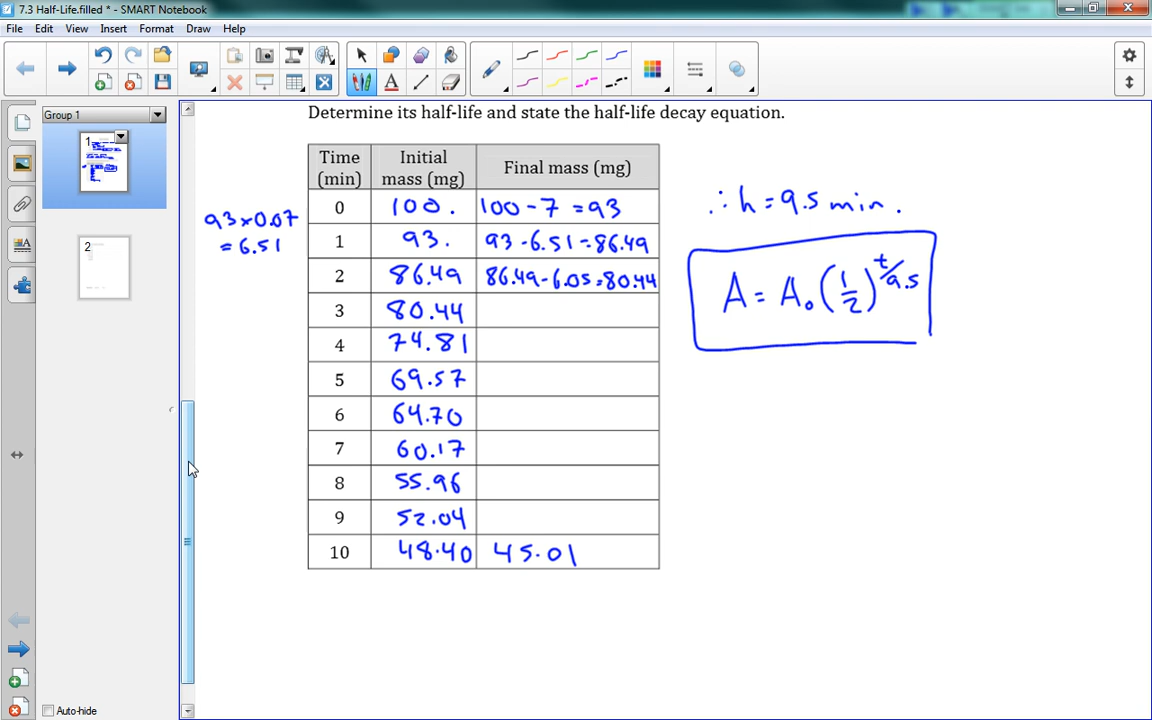 7.3 Half-Life.filled * - SMART Notebook
File Edit View Insert Format Draw Help
Group 1
1
2
Determine its half-life and state the half-life decay equation.
Time (min) Initial mass (mg) Final mass (mg)
0 100. 100 - 7 = 93
1 93. 93 - 6.51 = 86.49
2 86.49 86.49 - 6.05 = 80.44
3 80.44
4 74.81
5 69.57
6 64.70
7 60.17
8 55.96
9 52.04
10 48.40 45.01
93 x 0.07
= 6.51
∴ h = 9.5 min.
A = A₀ (1/2)^t/9.5
Auto-hide